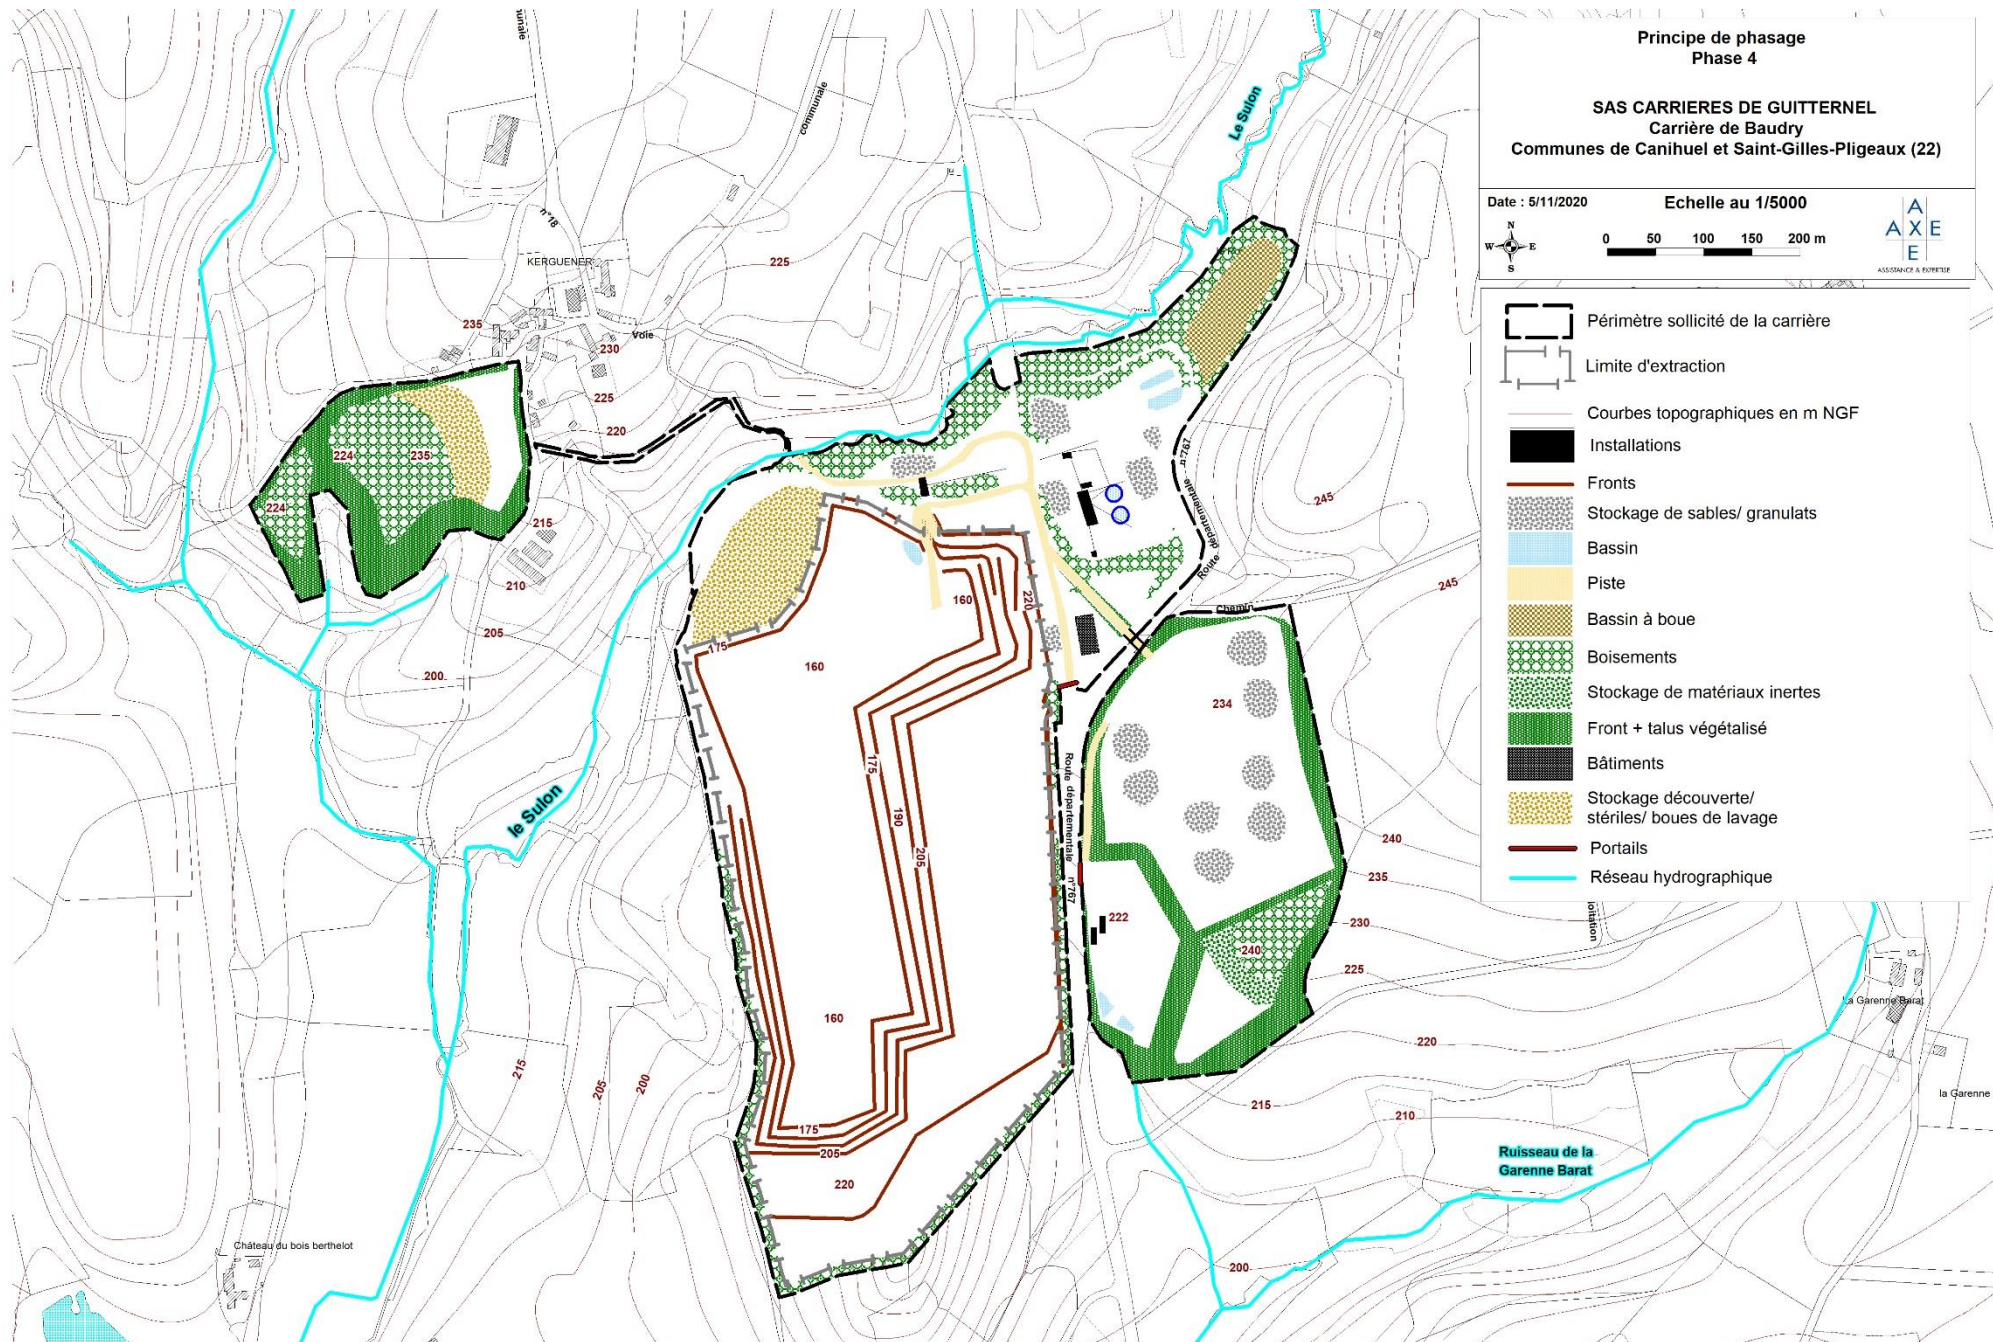 Principe de phasage
Phase 4
SAS CARRIERES DE GUITTERNEL
Carrière de Baudry
Communes de Canihuel et Saint-Gilles-Pligeaux (22)
Date : 5/11/2020
Echelle au 1/5000
N
W E
S
0 50 100 150 200 m
A
A X E
E
ASSISTANCE & EXPERTISE
Périmètre sollicité de la carrière
Limite d'extraction
Courbes topographiques en m NGF
Installations
Fronts
Stockage de sables/ granulats
Bassin
Piste
Bassin à boue
Boisements
Stockage de matériaux inertes
Front + talus végétalisé
Bâtiments
Stockage découverte/
stériles/ boues de lavage
Portails
Réseau hydrographique
communale
Le Sulon
n°18
KERGUENER
225
235
230
Voie
225
220
224
235
224
215
210
205
200
n°767
Route départementale
245
245
Chemin
160
220
175
160
234
175
190
205
Route départementale n°767
222
240
240
235
230
225
220
215
210
200
le Sulon
160
175
205
220
215
205
200
Ruisseau de la
Garenne Barat
la Garenne Barat
la Garenne
Château du bois berthelot